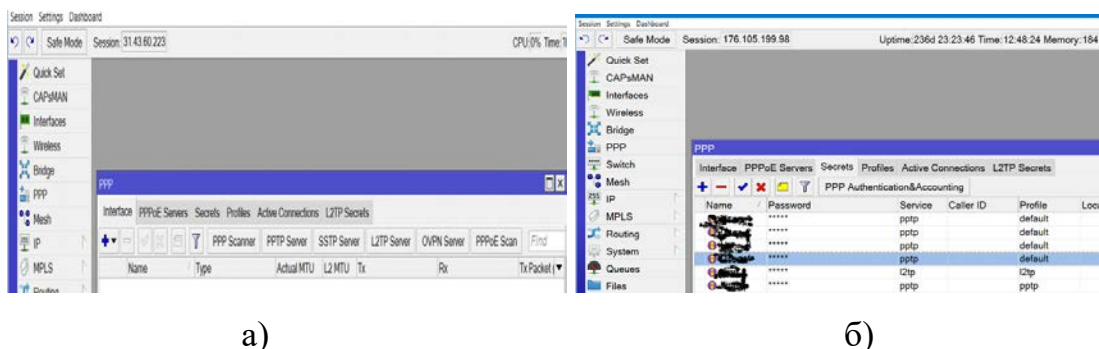 Session Settings Dashboard
Safe Mode Session: 31.43.60.223 CPU:0% Time:
Quick Set
CAPsMAN
Interfaces
Wireless
Bridge
PPP
Mesh
IP
MPLS
Routing
PPP
Interface PPPoE Servers Secrets Profiles Active Connections L2TP Secrets
PPP Scanner PPTP Server SSTP Server L2TP Server OVPN Server PPPoE Scan Find
Name Type Actual MTU L2 MTU Tx Rx Tx Packet (
Session Settings Dashboard
Safe Mode Session: 176.105.199.98 Uptime:236d 23:23:46 Time:12:48:24 Memory:184
Quick Set
CAPsMAN
Interfaces
Wireless
Bridge
PPP
Switch
Mesh
IP
MPLS
Routing
System
Queues
Files
PPP
Interface PPPoE Servers Secrets Profiles Active Connections L2TP Secrets
PPP Authentication&Accounting
Name Password Service Caller ID Profile Loca
***** pptp default
***** pptp default
***** pptp default
***** pptp default
***** l2tp l2tp
***** pptp pptp
а) б)